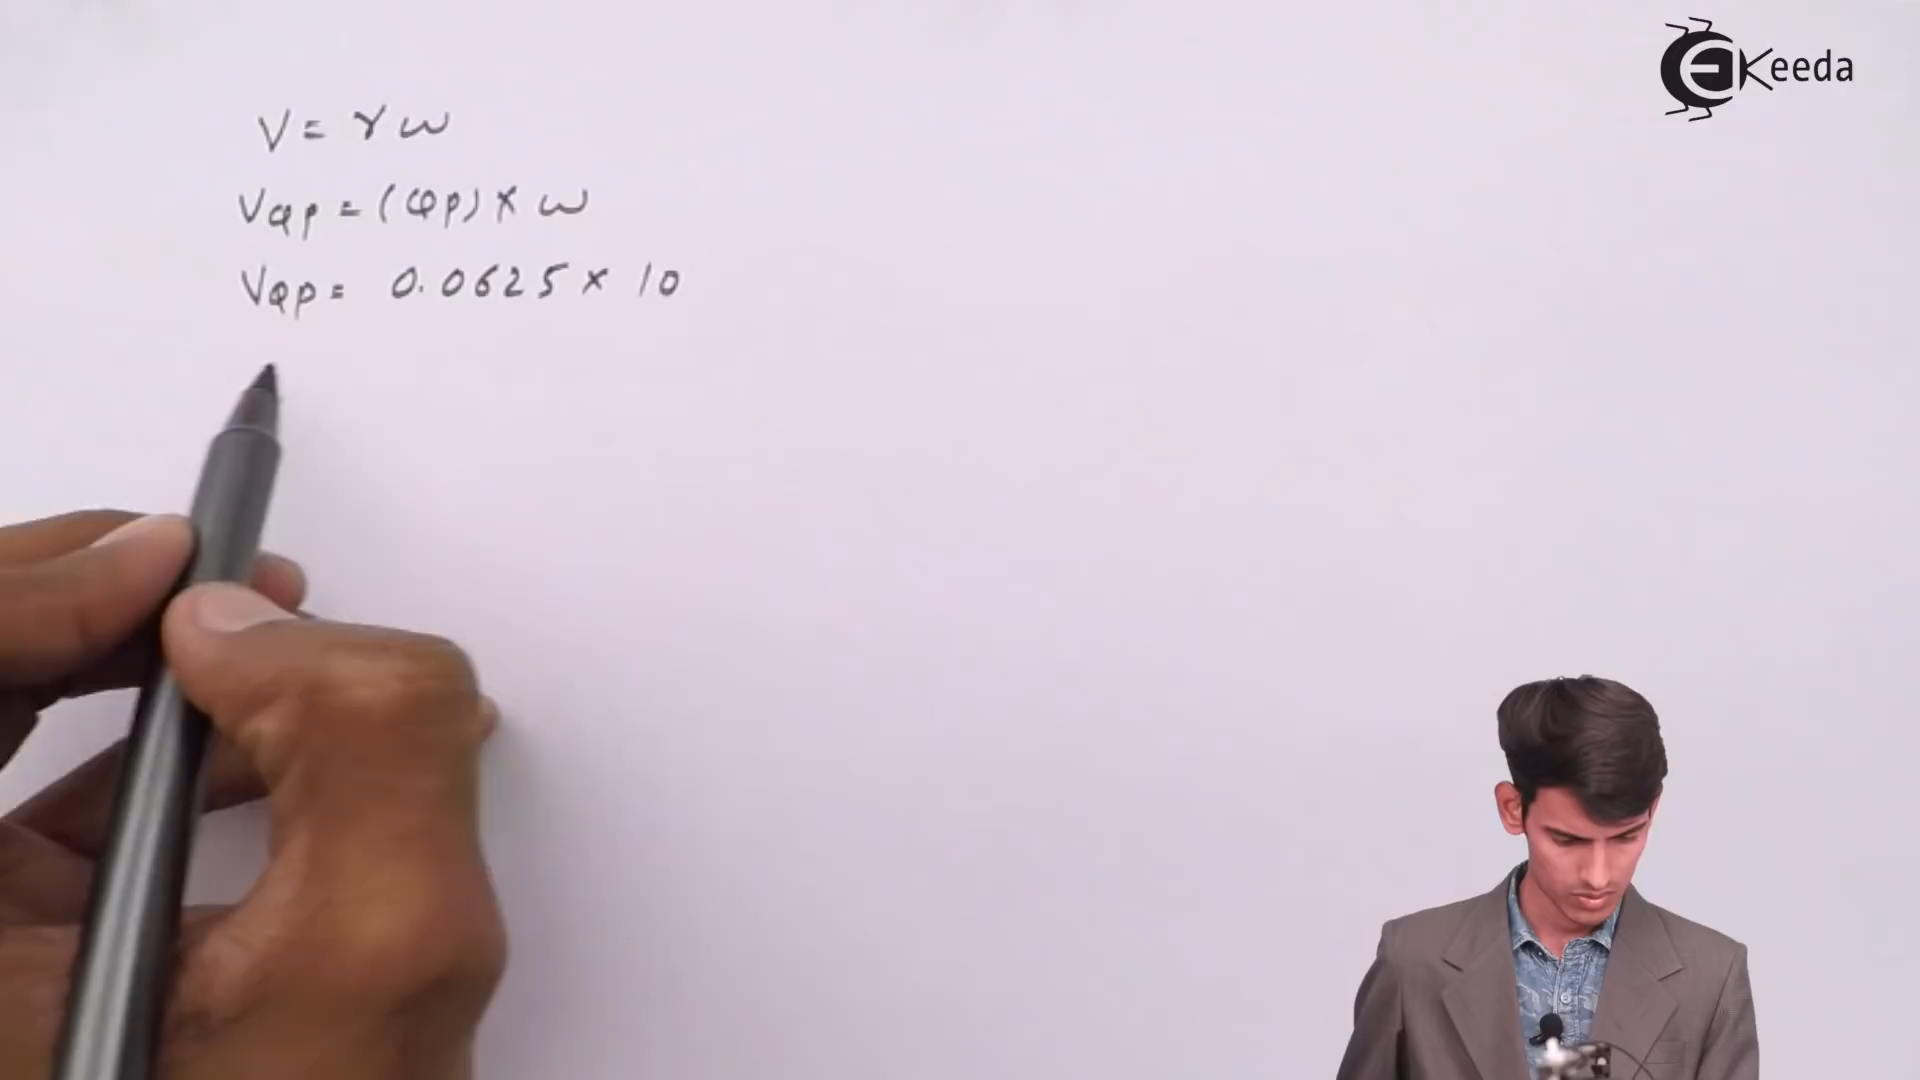 V = rω
VQP = (QP) × ω
VQP = 0.0625 × 10
EKeeda